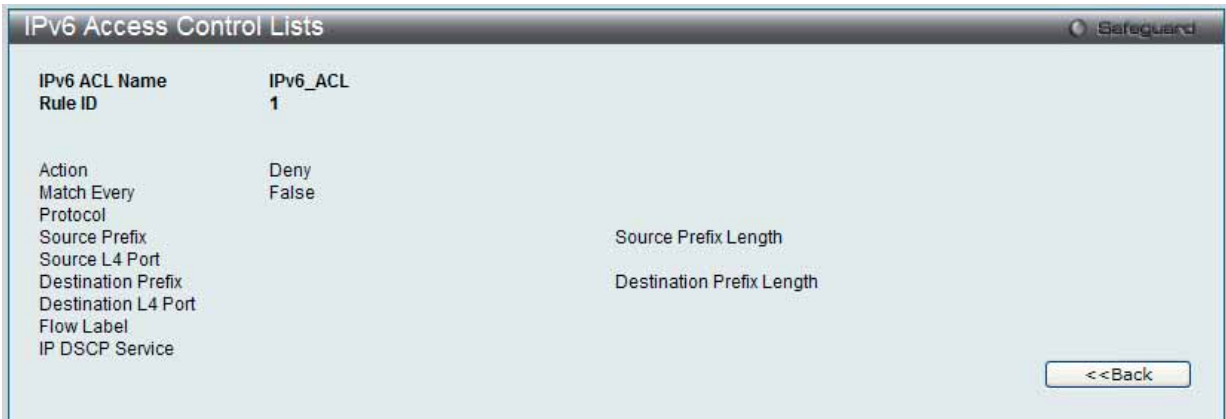 IPv6 Access Control Lists Safeguard
IPv6 ACL Name IPv6_ACL
Rule ID 1
Action Deny
Match Every False
Protocol
Source Prefix Source Prefix Length
Source L4 Port
Destination Prefix Destination Prefix Length
Destination L4 Port
Flow Label
IP DSCP Service
<<Back